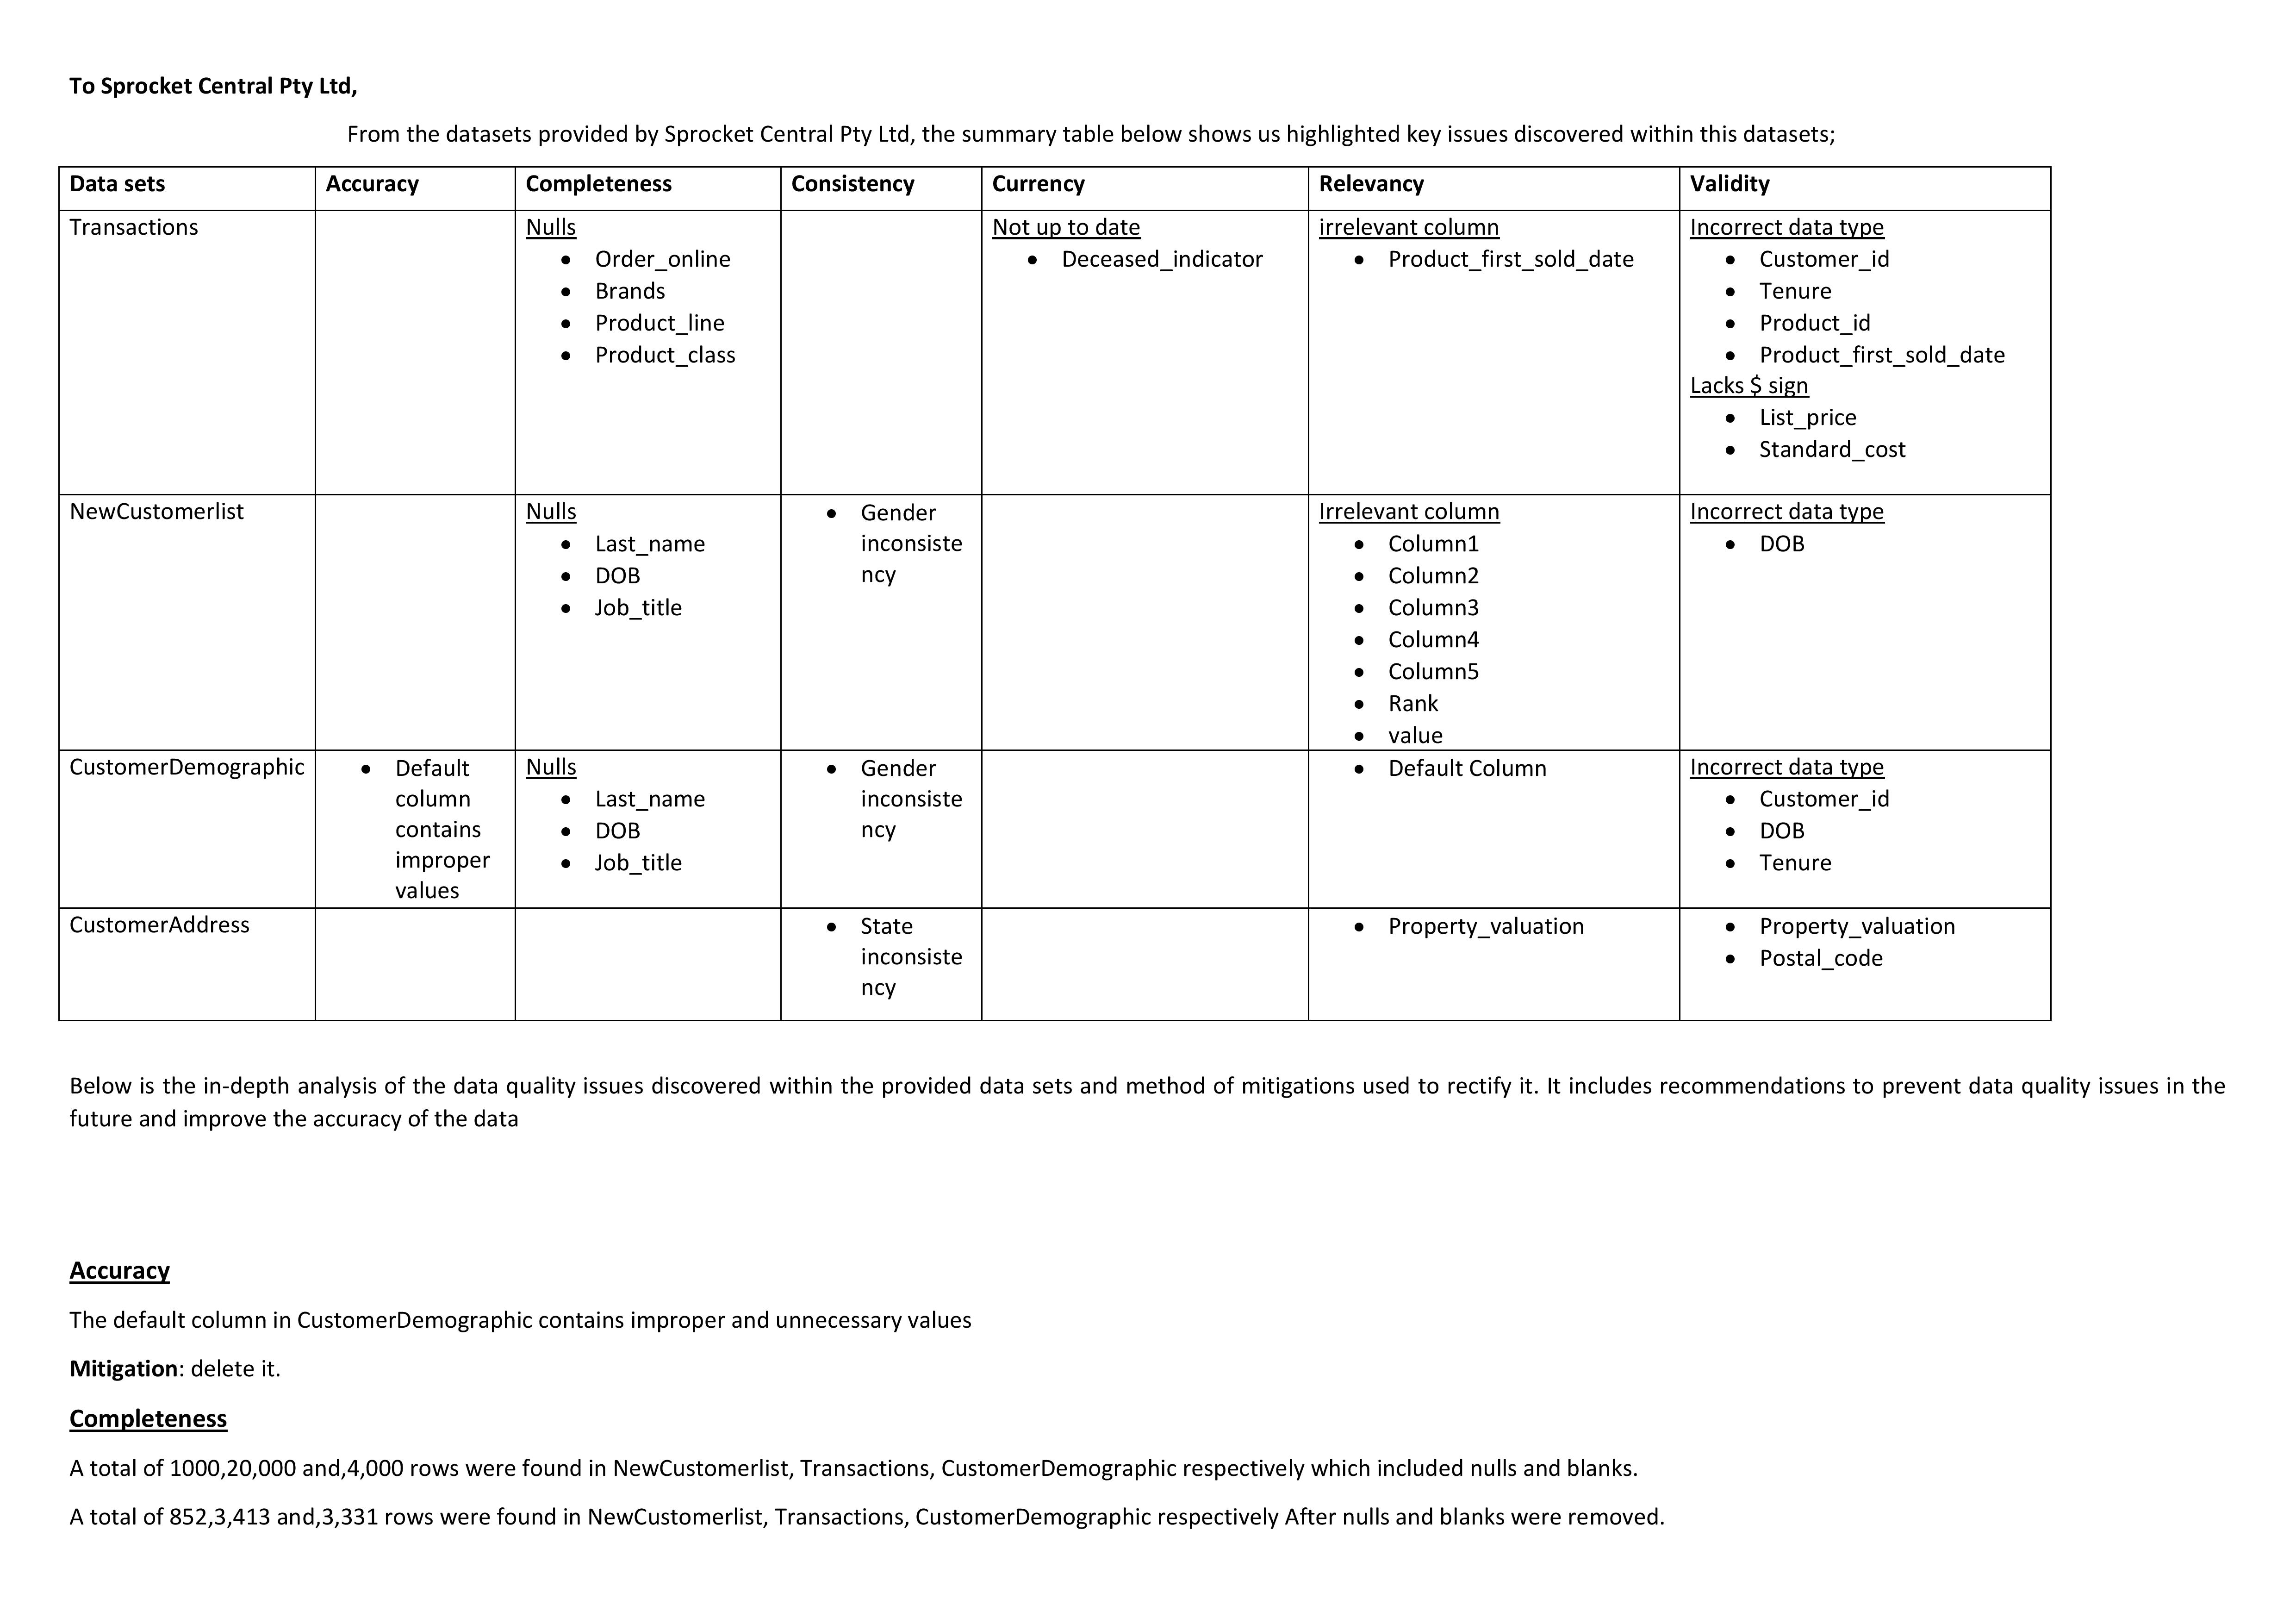 To Sprocket Central Pty Ltd,
From the datasets provided by Sprocket Central Pty Ltd, the summary table below shows us highlighted key issues discovered within this datasets;
Data sets
Accuracy
Completeness
Consistency
Currency
Relevancy
Validity
Transactions
Nulls
• Order_online
• Brands
• Product_line
• Product_class
Not up to date
• Deceased_indicator
irrelevant column
• Product_first_sold_date
Incorrect data type
• Customer_id
• Tenure
• Product_id
• Product_first_sold_date
Lacks $ sign
• List_price
• Standard_cost
NewCustomerlist
Nulls
• Last_name
• DOB
• Job_title
• Gender
inconsiste
ncy
Irrelevant column
• Column1
• Column2
• Column3
• Column4
• Column5
• Rank
• value
Incorrect data type
• DOB
CustomerDemographic
• Default
column
contains
improper
values
Nulls
• Last_name
• DOB
• Job_title
• Gender
inconsiste
ncy
• Default Column
Incorrect data type
• Customer_id
• DOB
• Tenure
CustomerAddress
• State
inconsiste
ncy
• Property_valuation
• Property_valuation
• Postal_code
Below is the in-depth analysis of the data quality issues discovered within the provided data sets and method of mitigations used to rectify it. It includes recommendations to prevent data quality issues in the
future and improve the accuracy of the data
Accuracy
The default column in CustomerDemographic contains improper and unnecessary values
Mitigation: delete it.
Completeness
A total of 1000,20,000 and,4,000 rows were found in NewCustomerlist, Transactions, CustomerDemographic respectively which included nulls and blanks.
A total of 852,3,413 and,3,331 rows were found in NewCustomerlist, Transactions, CustomerDemographic respectively After nulls and blanks were removed.